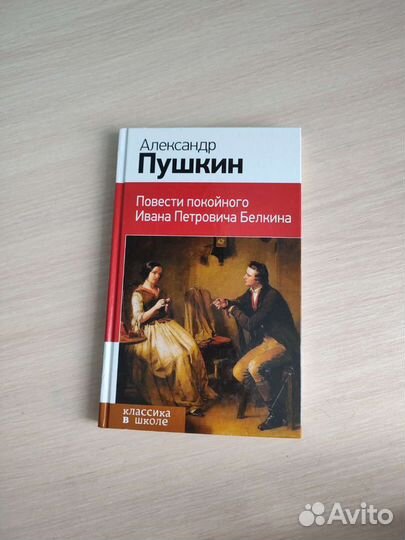 Александр
Пушкин
Повести покойного
Ивана Петровича Белкина
классика
в школе
Avito